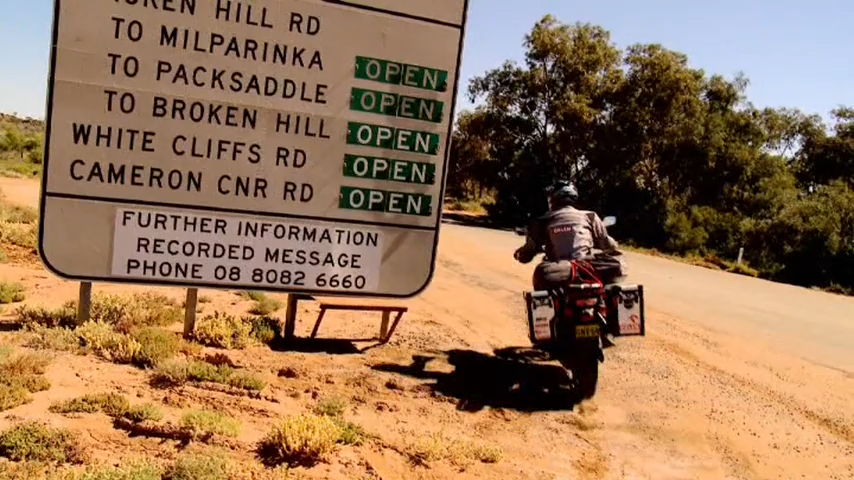 BROKEN HILL RD
TO MILPARINKA OPEN
TO PACKSADDLE OPEN
TO BROKEN HILL OPEN
WHITE CLIFFS RD OPEN
CAMERON CNR RD OPEN
FURTHER INFORMATION
RECORDED MESSAGE
PHONE 08 8082 6660